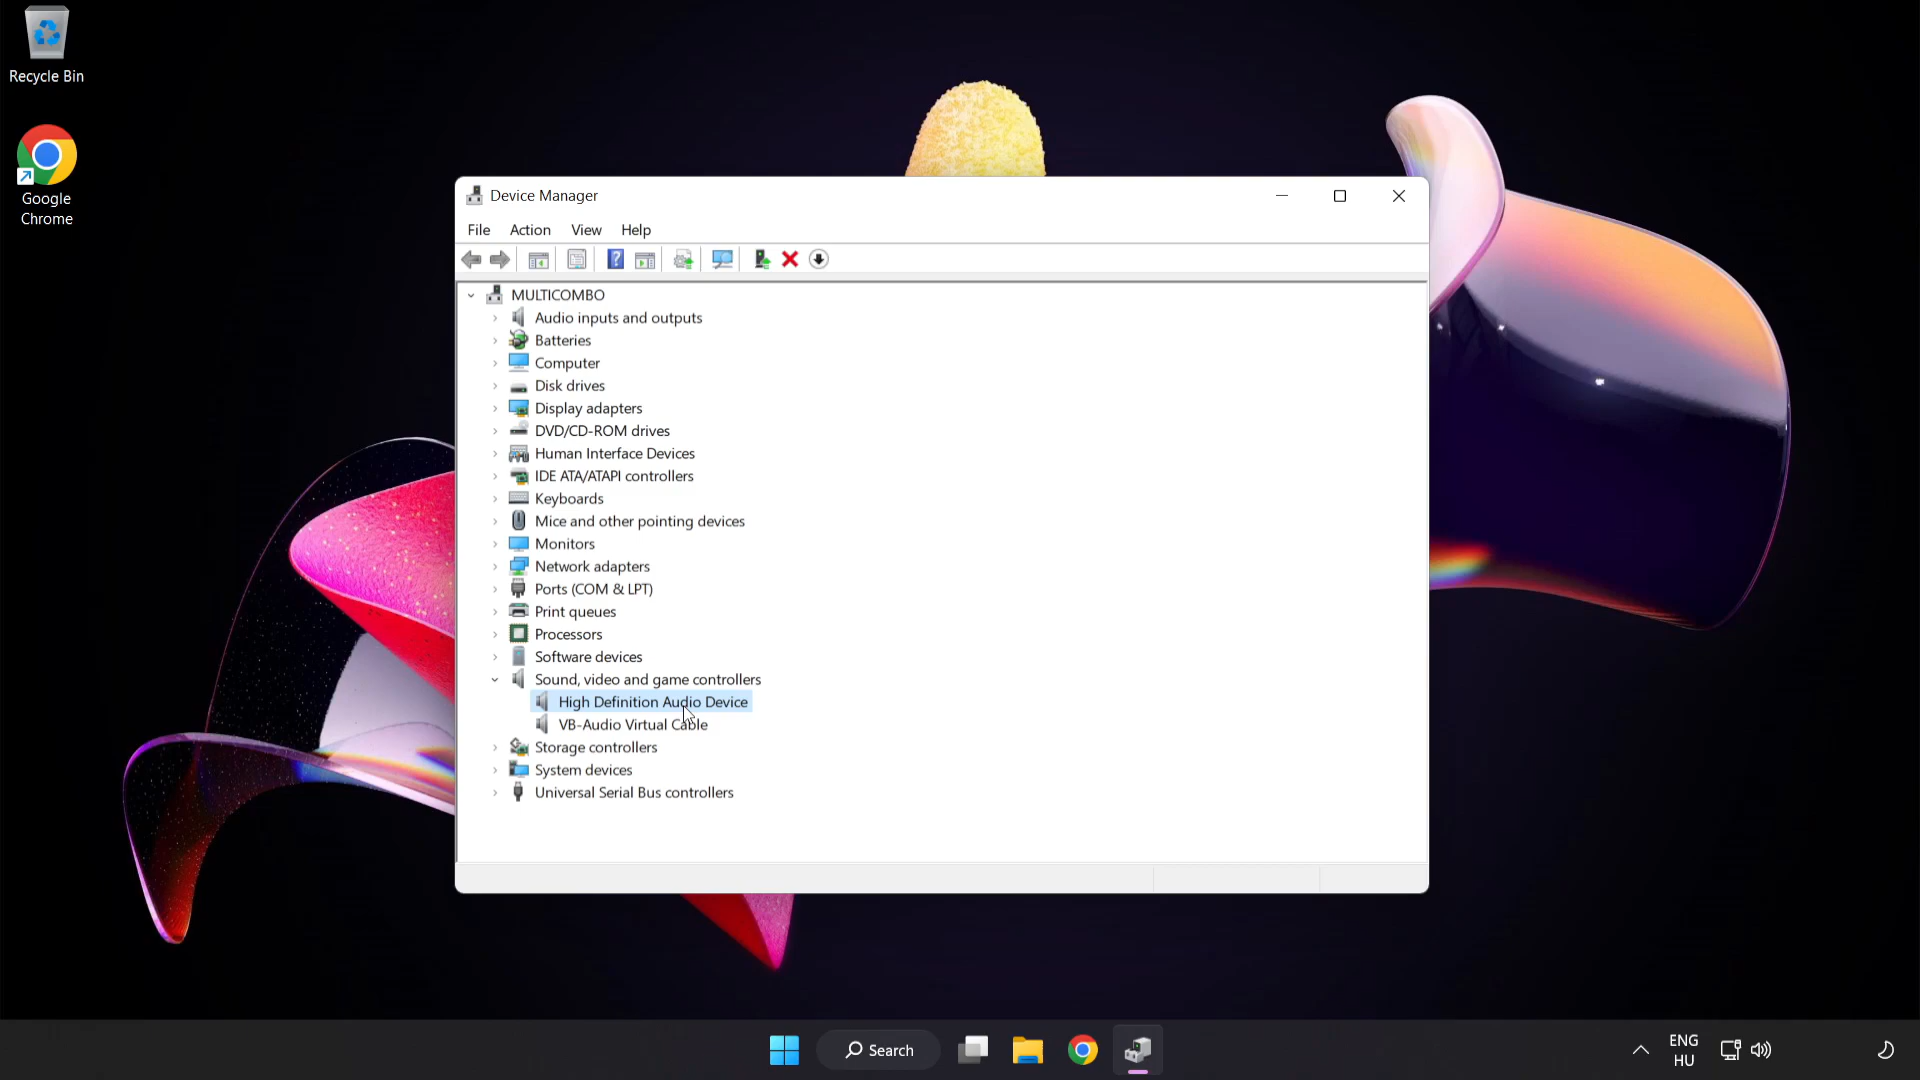 Recycle Bin
Google
Chrome
Device Manager
File Action View Help
MULTICOMBO
Audio inputs and outputs
Batteries
Computer
Disk drives
Display adapters
DVD/CD-ROM drives
Human Interface Devices
IDE ATA/ATAPI controllers
Keyboards
Mice and other pointing devices
Monitors
Network adapters
Ports (COM & LPT)
Print queues
Processors
Software devices
Sound, video and game controllers
High Definition Audio Device
VB-Audio Virtual Cable
Storage controllers
System devices
Universal Serial Bus controllers
Search
ENG
HU